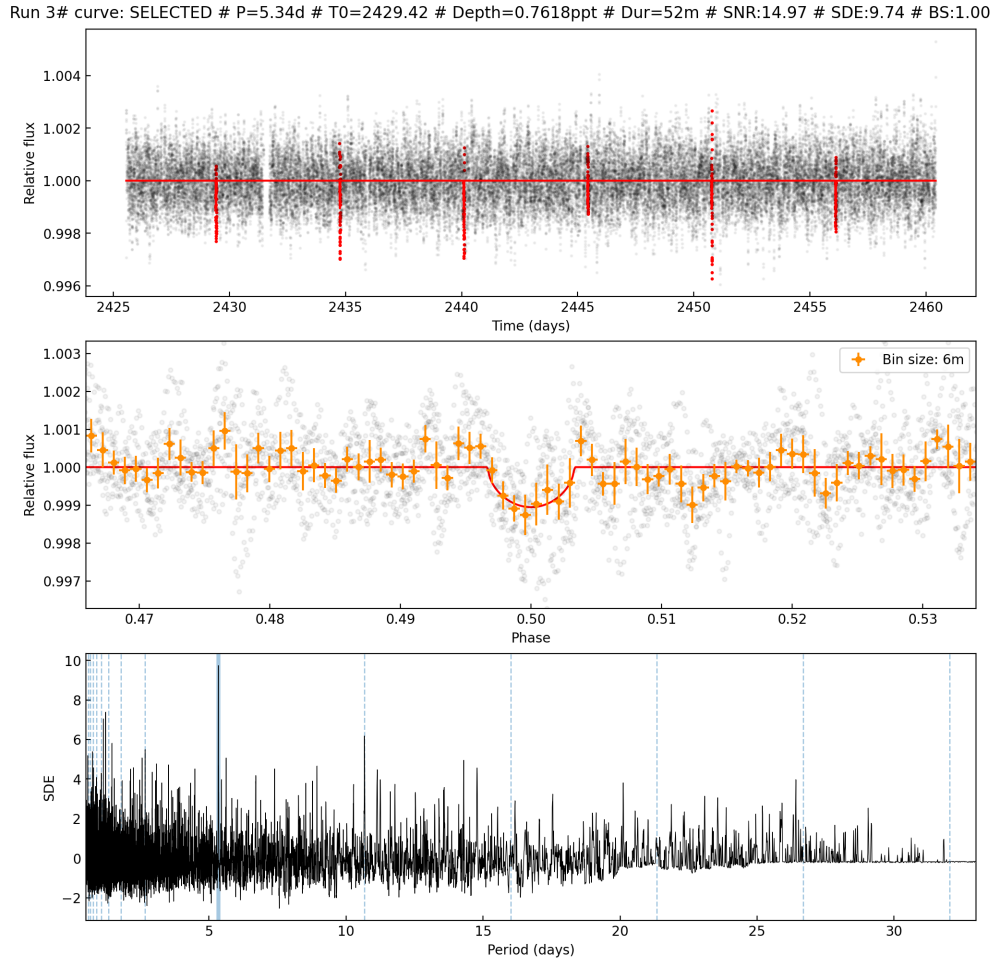 Run 3# curve: SELECTED # P=5.34d # T0=2429.42 # Depth=0.7618ppt # Dur=52m # SNR:14.97 # SDE:9.74 # BS:1.00
1.004
1.002
1.000
0.998
0.996
Relative flux
2425 2430 2435 2440 2445 2450 2455 2460
Time (days)
Bin size: 6m
1.003
1.002
1.001
1.000
0.999
0.998
0.997
Relative flux
0.47 0.48 0.49 0.50 0.51 0.52 0.53
Phase
10
8
6
4
2
0
−2
SDE
5 10 15 20 25 30
Period (days)